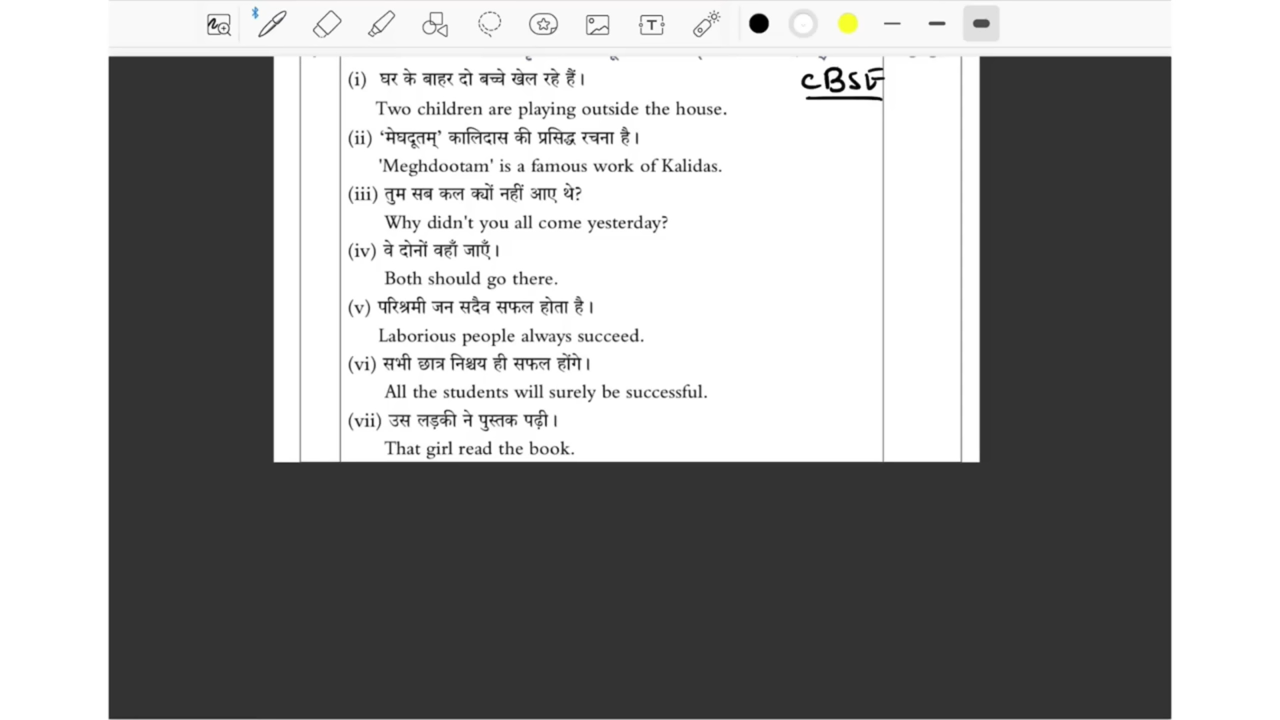 CBSE
(i) घर के बाहर दो बच्चे खेल रहे हैं।
Two children are playing outside the house.
(ii) ‘मेघदूतम्’ कालिदास की प्रसिद्ध रचना है।
'Meghdootam' is a famous work of Kalidas.
(iii) तुम सब कल क्यों नहीं आए थे?
Why didn't you all come yesterday?
(iv) वे दोनों वहाँ जाएँ।
Both should go there.
(v) परिश्रमी जन सदैव सफल होता है।
Laborious people always succeed.
(vi) सभी छात्र निश्चय ही सफल होंगे।
All the students will surely be successful.
(vii) उस लड़की ने पुस्तक पढ़ी।
That girl read the book.